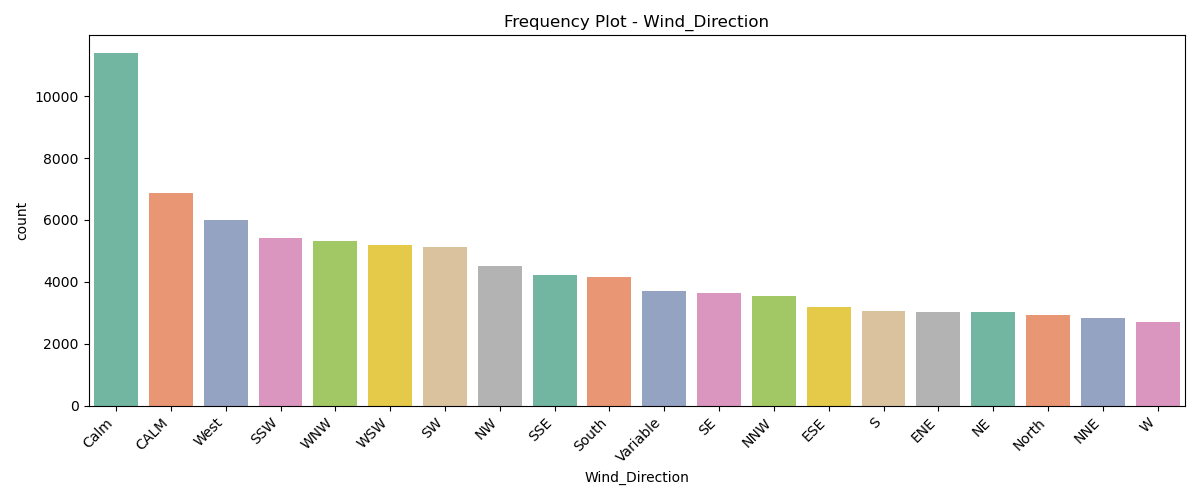 Frequency Plot - Wind_Direction
10000
8000
6000
4000
2000
0
count
Calm
CALM
West
SSW
WNW
WSW
SW
NW
SSE
South
Variable
SE
NNW
ESE
S
ENE
NE
North
NNE
W
Wind_Direction